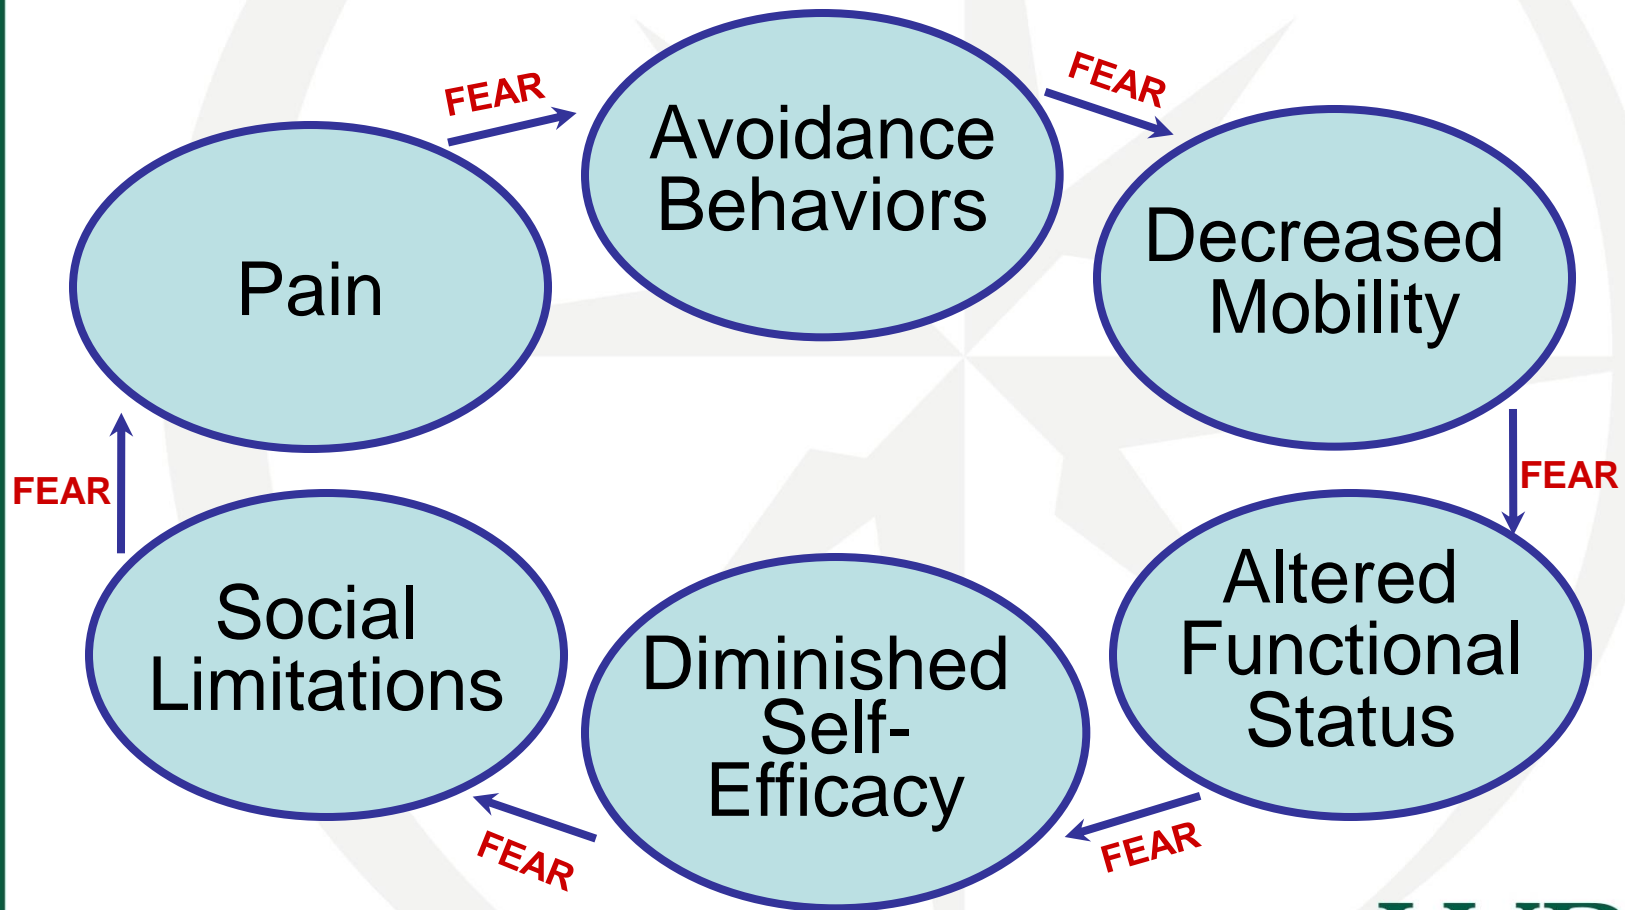 FEAR
Avoidance
Behaviors
FEAR
Decreased
Mobility
FEAR
Altered
Functional
Status
FEAR
Diminished
Self-
Efficacy
FEAR
Social
Limitations
FEAR
Pain